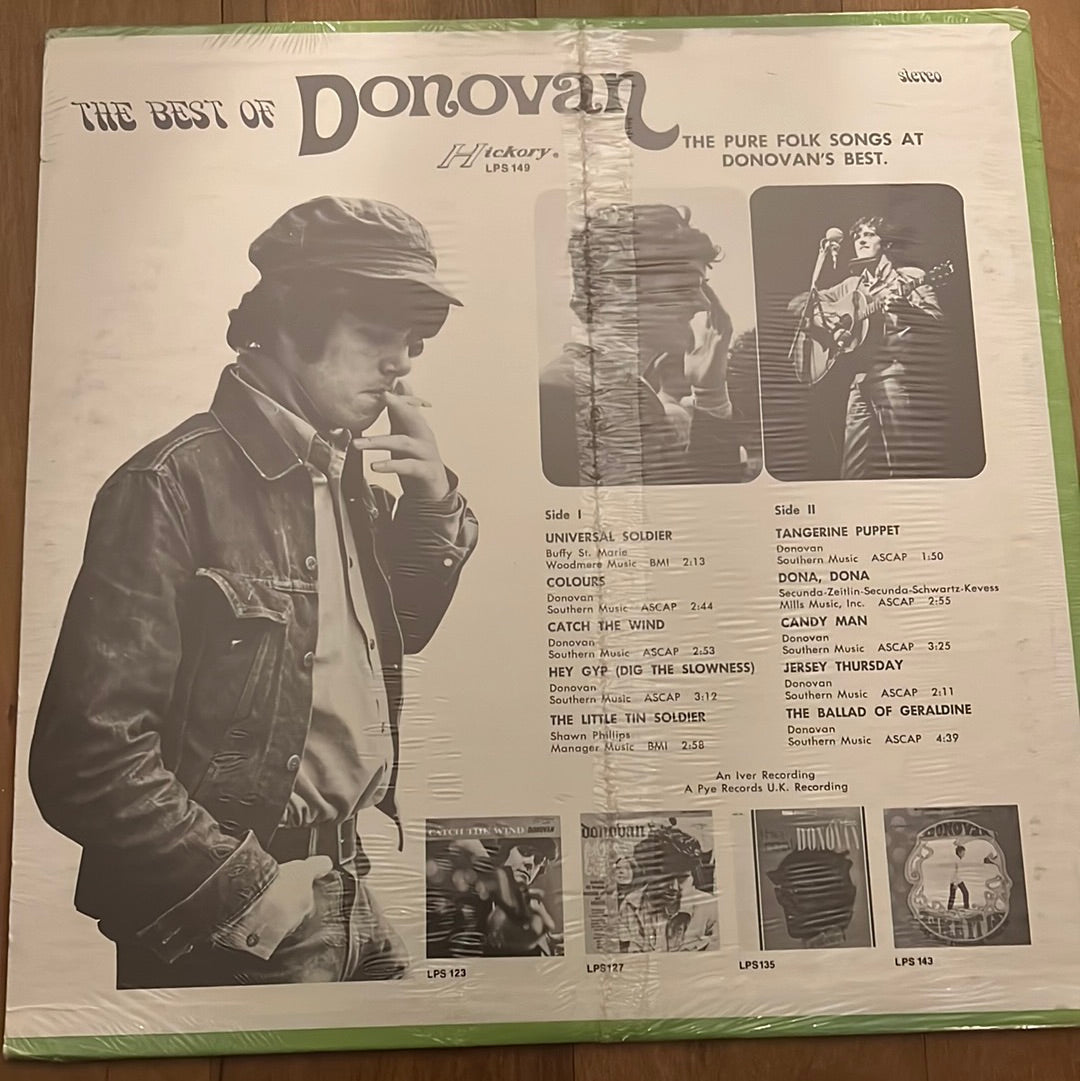 THE BEST OF Donovan
stereo
Hickory
LPS 149
THE PURE FOLK SONGS AT
DONOVAN'S BEST.
Side I
UNIVERSAL SOLDIER
Buffy St. Marie
Woodmere Music BMI 2:13
COLOURS
Donovan
Southern Music ASCAP 2:44
CATCH THE WIND
Donovan
Southern Music ASCAP 2:53
HEY GYP (DIG THE SLOWNESS)
Donovan
Southern Music ASCAP 3:12
THE LITTLE TIN SOLDIER
Shawn Phillips
Manager Music BMI 2:58
Side II
TANGERINE PUPPET
Donovan
Southern Music ASCAP 1:50
DONA, DONA
Secunda-Zeitlin-Secunda-Schwartz-Kevess
Mills Music, Inc. ASCAP 2:55
CANDY MAN
Donovan
Southern Music ASCAP 3:25
JERSEY THURSDAY
Donovan
Southern Music ASCAP 2:11
THE BALLAD OF GERALDINE
Donovan
Southern Music ASCAP 4:39
An Iver Recording
A Pye Records U.K. Recording
CATCH THE WIND DONOVAN
donovan
DONOVAN
DONOVAN
LPS 123
LPS127
LPS135
LPS 143